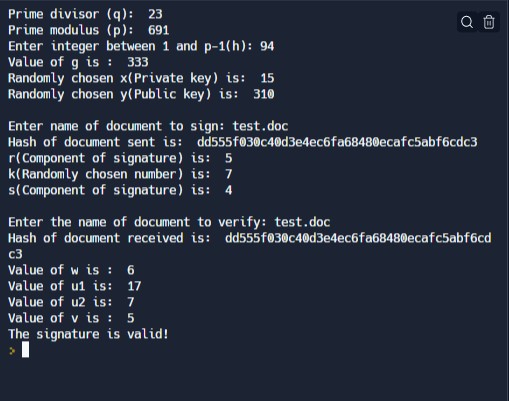 Prime divisor (q):  23
Prime modulus (p):  691
Enter integer between 1 and p-1(h): 94
Value of g is :  333
Randomly chosen x(Private key) is:  15
Randomly chosen y(Public key) is:  310
Enter name of document to sign: test.doc
Hash of document sent is:  dd555f030c40d3e4ec6fa68480ecafc5abf6cdc3
r(Component of signature) is:  5
k(Randomly chosen number) is:  7
s(Component of signature) is:  4
Enter the name of document to verify: test.doc
Hash of document received is:  dd555f030c40d3e4ec6fa68480ecafc5abf6cd
c3
Value of w is :  6
Value of u1 is:  17
Value of u2 is:  7
Value of v is :  5
The signature is valid!
>